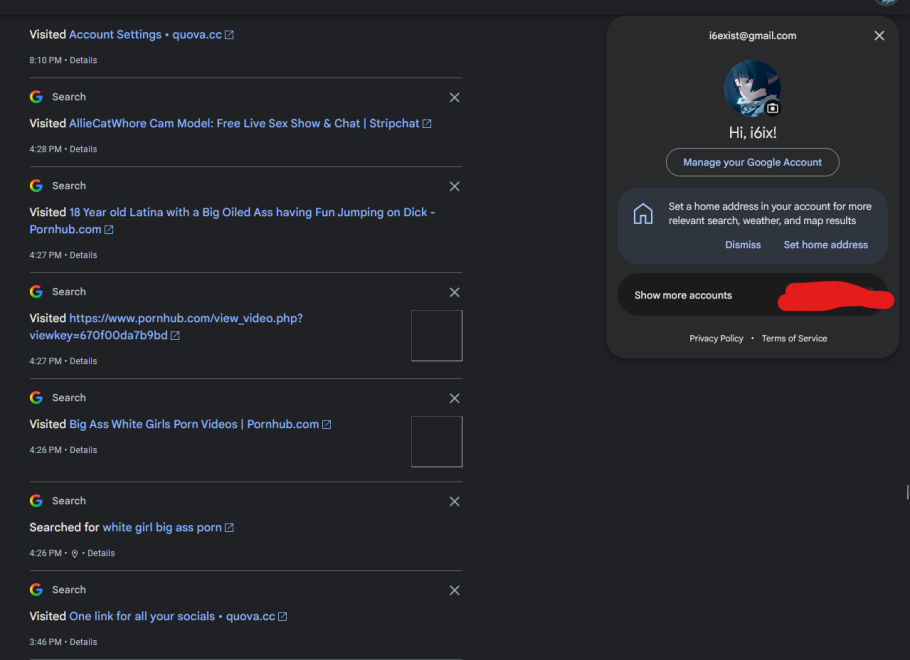 Visited Account Settings • quova.cc
8:10 PM • Details
Search
Visited AllieCatWhore Cam Model: Free Live Sex Show & Chat | Stripchat
4:28 PM • Details
Search
Visited 18 Year old Latina with a Big Oiled Ass having Fun Jumping on Dick -
Pornhub.com
4:27 PM • Details
Search
Visited https://www.pornhub.com/view_video.php?
viewkey=670f00da7b9bd
4:27 PM • Details
Search
Visited Big Ass White Girls Porn Videos | Pornhub.com
4:26 PM • Details
Search
Searched for white girl big ass porn
4:26 PM • • Details
Search
Visited One link for all your socials • quova.cc
3:46 PM • Details
i6exist@gmail.com
Hi, i6ix!
Manage your Google Account
Set a home address in your account for more
relevant search, weather, and map results
Dismiss Set home address
Show more accounts
Privacy Policy • Terms of Service